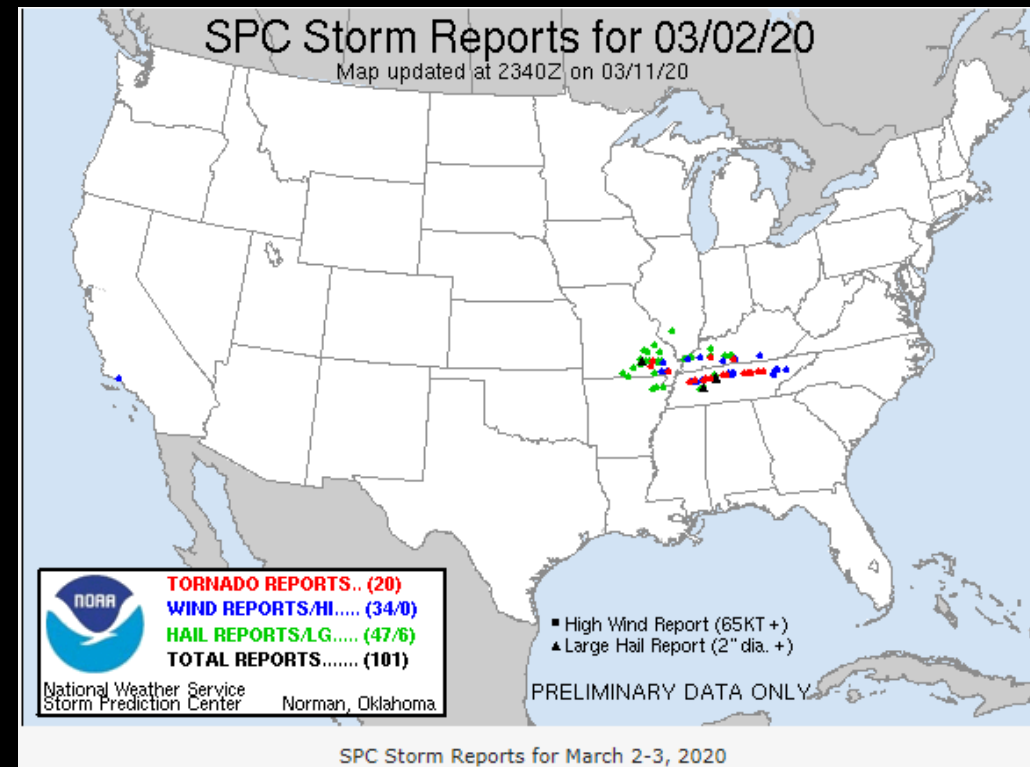 SPC Storm Reports for 03/02/20
Map updated at 2340Z on 03/11/20
NOAA
TORNADO REPORTS.. (20)
WIND REPORTS/HI..... (34/0)
HAIL REPORTS/LG..... (47/6)
TOTAL REPORTS....... (101)
National Weather Service
Storm Prediction Center Norman, Oklahoma
▪ High Wind Report (65KT +)
▲ Large Hail Report (2" dia. +)
PRELIMINARY DATA ONLY
SPC Storm Reports for March 2-3, 2020